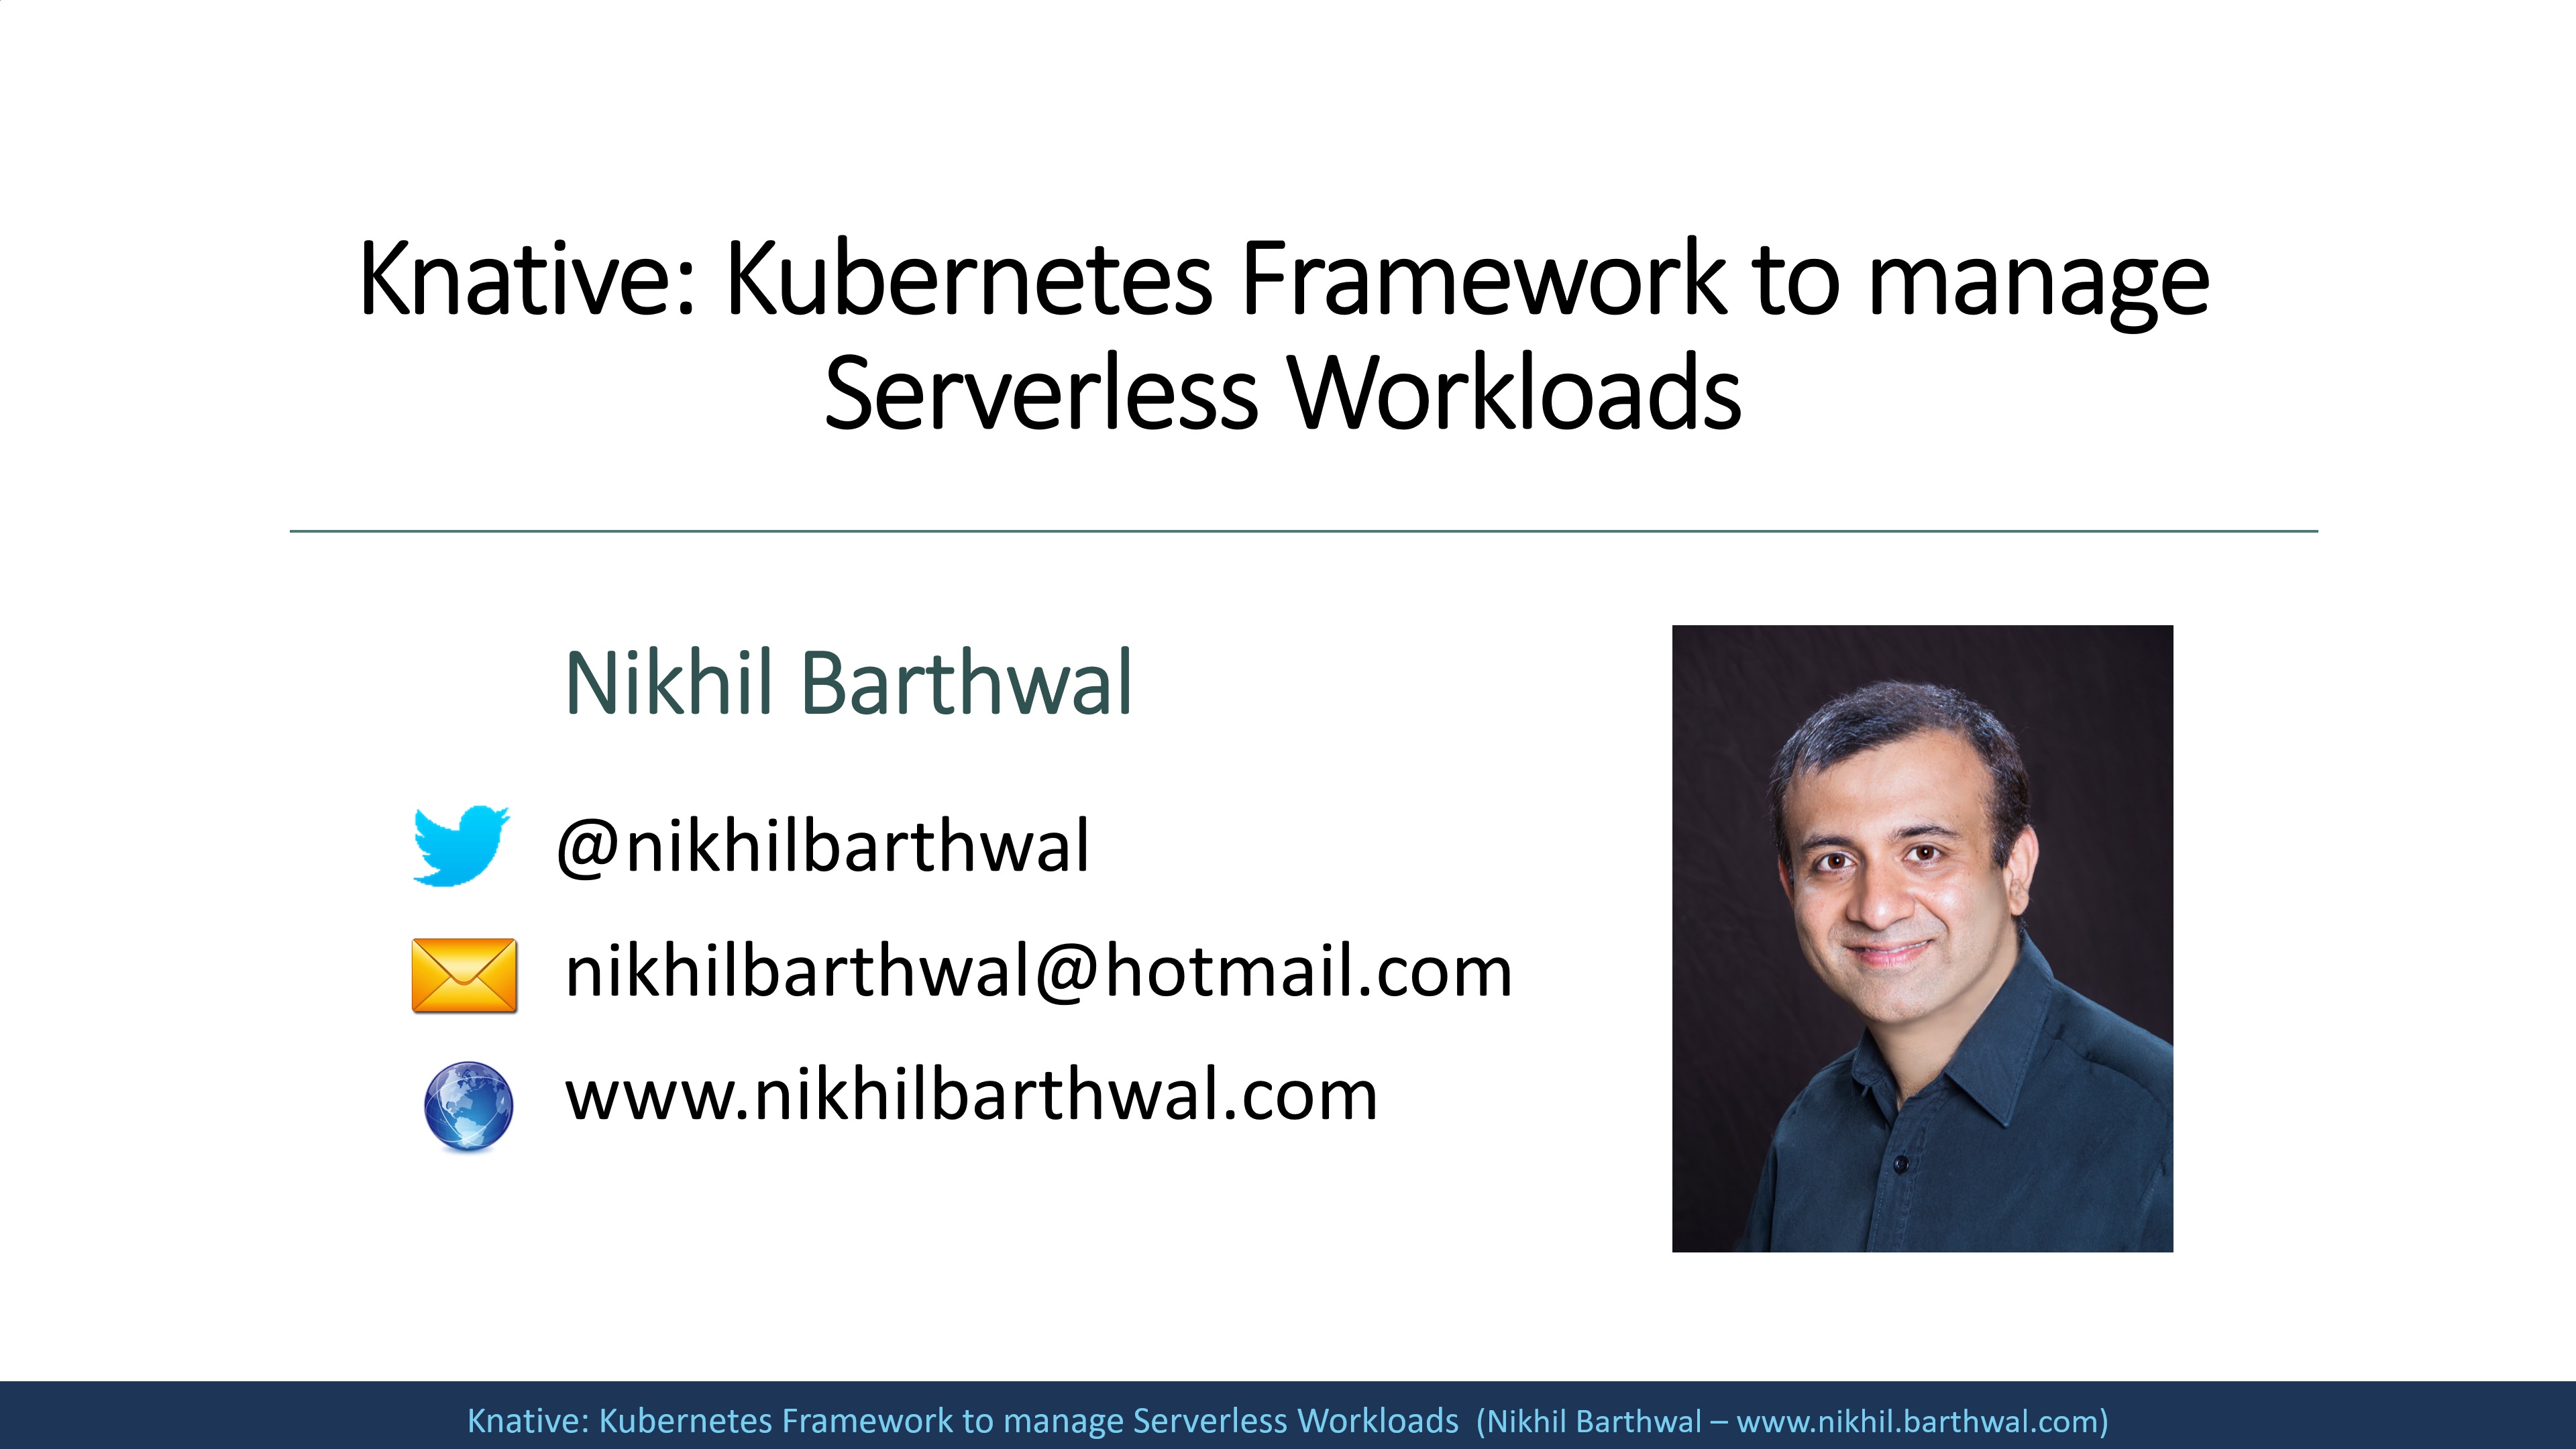 Knative: Kubernetes Framework to manage
Serverless Workloads
Nikhil Barthwal
@nikhilbarthwal
nikhilbarthwal@hotmail.com
www.nikhilbarthwal.com
Knative: Kubernetes Framework to manage Serverless Workloads (Nikhil Barthwal – www.nikhil.barthwal.com)